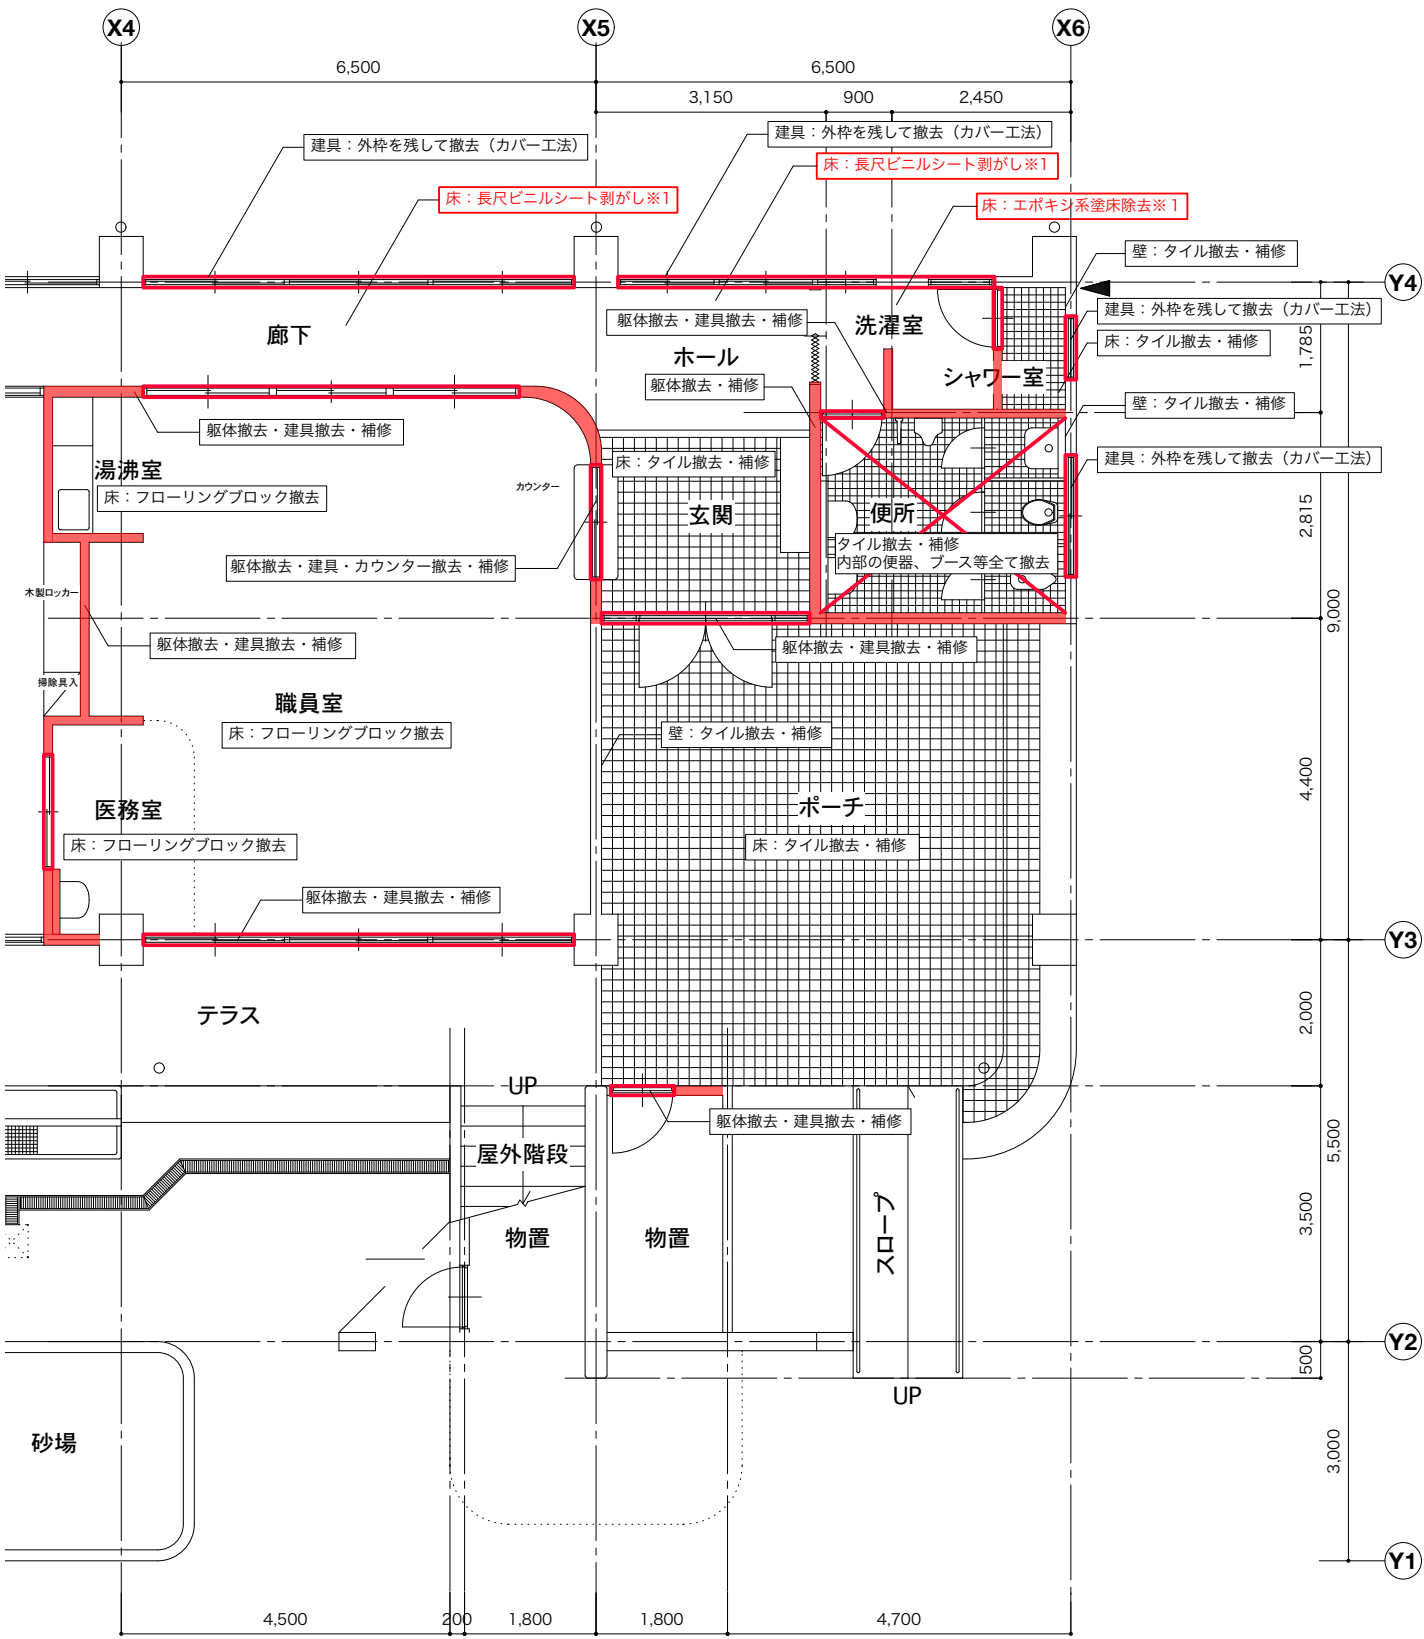 X4
X5
X6
6,500
6,500
3,150
900
2,450
建具：外枠を残して撤去（カバー工法）
建具：外枠を残して撤去（カバー工法）
床：長尺ビニルシート剥がし※1
床：長尺ビニルシート剥がし※1
床：エポキシ系塗床除去※１
壁：タイル撤去・補修
Y4
建具：外枠を残して撤去（カバー工法）
躯体撤去・建具撤去・補修
洗濯室
廊下
ホール
床：タイル撤去・補修
1,785
シャワー室
躯体撤去・補修
壁：タイル撤去・補修
躯体撤去・建具撤去・補修
湯沸室
床：タイル撤去・補修
建具：外枠を残して撤去（カバー工法）
床：フローリングブロック撤去
カウンター
玄関
便所
2,815
タイル撤去・補修
内部の便器、ブース等全て撤去
躯体撤去・建具・カウンター撤去・補修
木製ロッカー
9,000
躯体撤去・建具撤去・補修
躯体撤去・建具撤去・補修
掃除具入
職員室
床：フローリングブロック撤去
壁：タイル撤去・補修
4,400
医務室
ポーチ
床：フローリングブロック撤去
床：タイル撤去・補修
躯体撤去・建具撤去・補修
Y3
テラス
2,000
UP
躯体撤去・建具撤去・補修
屋外階段
5,500
物置
物置
スロープ
3,500
Y2
500
UP
砂場
3,000
Y1
4,500
200
1,800
1,800
4,700